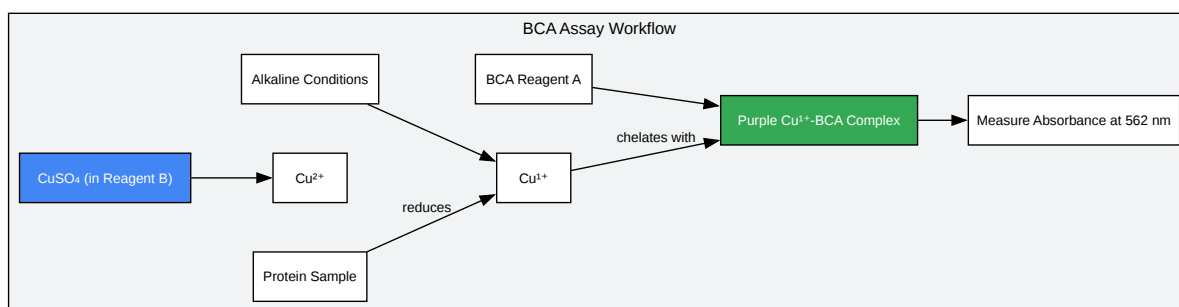 BCA Assay Workflow
Alkaline Conditions
BCA Reagent A
Purple Cu¹⁺-BCA Complex
Measure Absorbance at 562 nm
chelates with
CuSO₄ (in Reagent B)
Cu²⁺
Cu¹⁺
reduces
Protein Sample